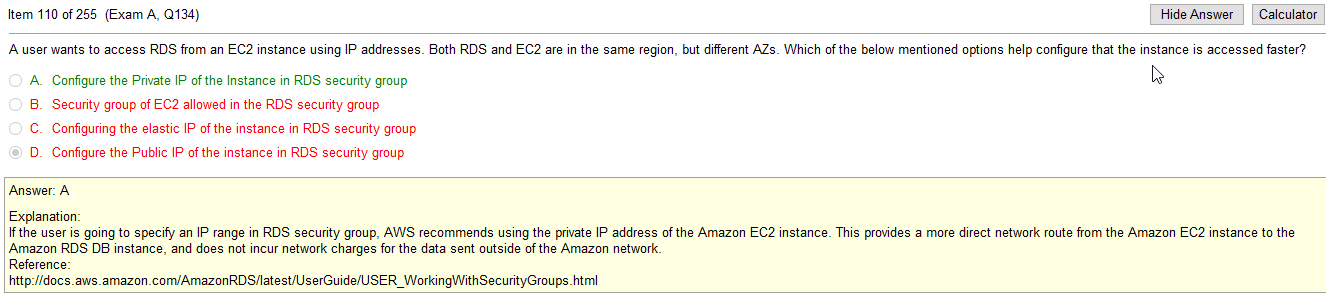 Item 110 of 255 (Exam A, Q134)
Hide Answer
Calculator
A user wants to access RDS from an EC2 instance using IP addresses. Both RDS and EC2 are in the same region, but different AZs. Which of the below mentioned options help configure that the instance is accessed faster?
A. Configure the Private IP of the Instance in RDS security group
B. Security group of EC2 allowed in the RDS security group
C. Configuring the elastic IP of the instance in RDS security group
D. Configure the Public IP of the instance in RDS security group
Answer: A
Explanation:
If the user is going to specify an IP range in RDS security group, AWS recommends using the private IP address of the Amazon EC2 instance. This provides a more direct network route from the Amazon EC2 instance to the
Amazon RDS DB instance, and does not incur network charges for the data sent outside of the Amazon network.
Reference:
http://docs.aws.amazon.com/AmazonRDS/latest/UserGuide/USER_WorkingWithSecurityGroups.html